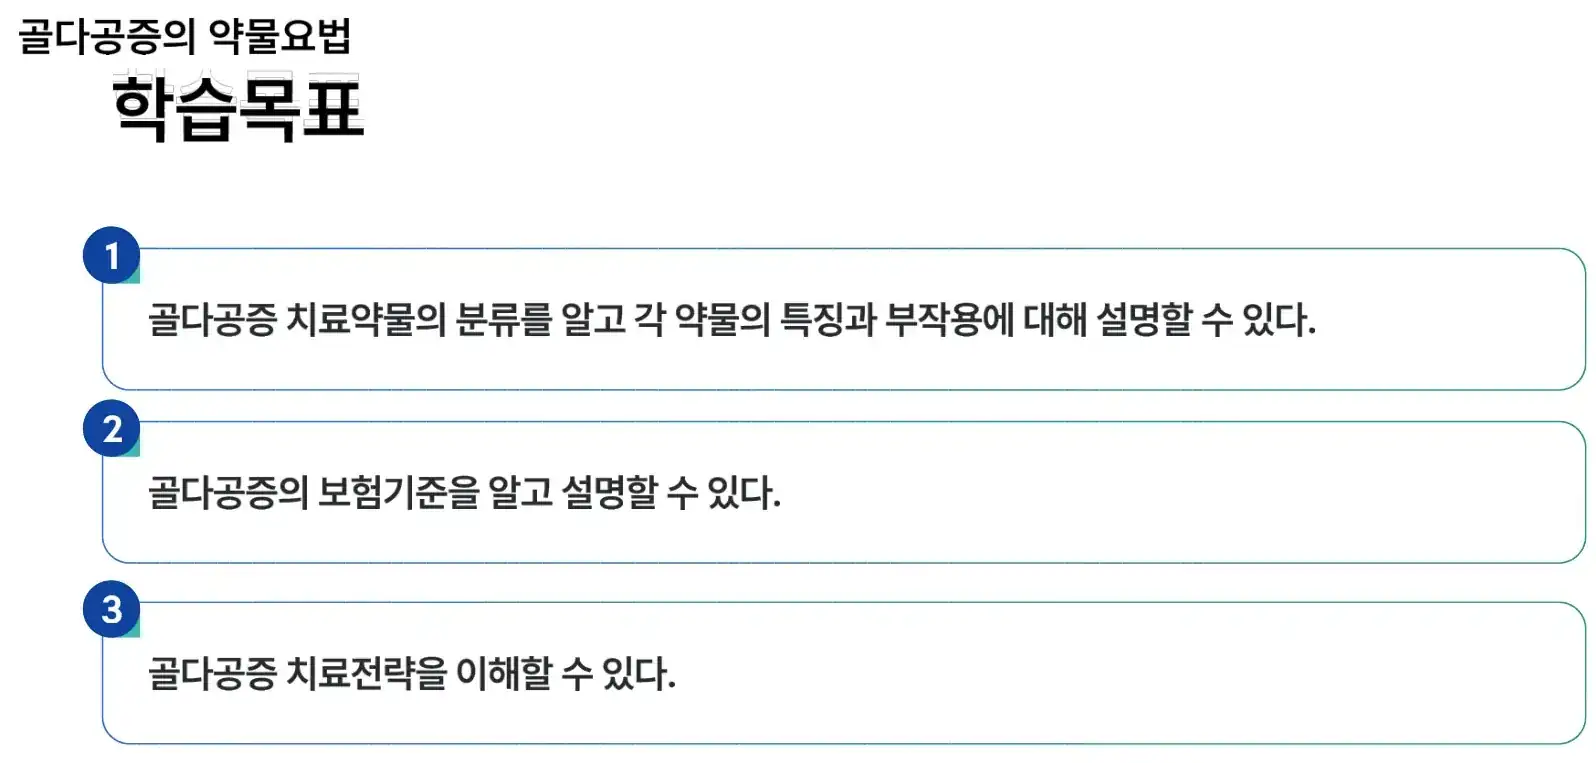 골다공증의 약물요법
학습목표
1
골다공증 치료약물의 분류를 알고 각 약물의 특징과 부작용에 대해 설명할 수 있다.
2
골다공증의 보험기준을 알고 설명할 수 있다.
3
골다공증 치료전략을 이해할 수 있다.